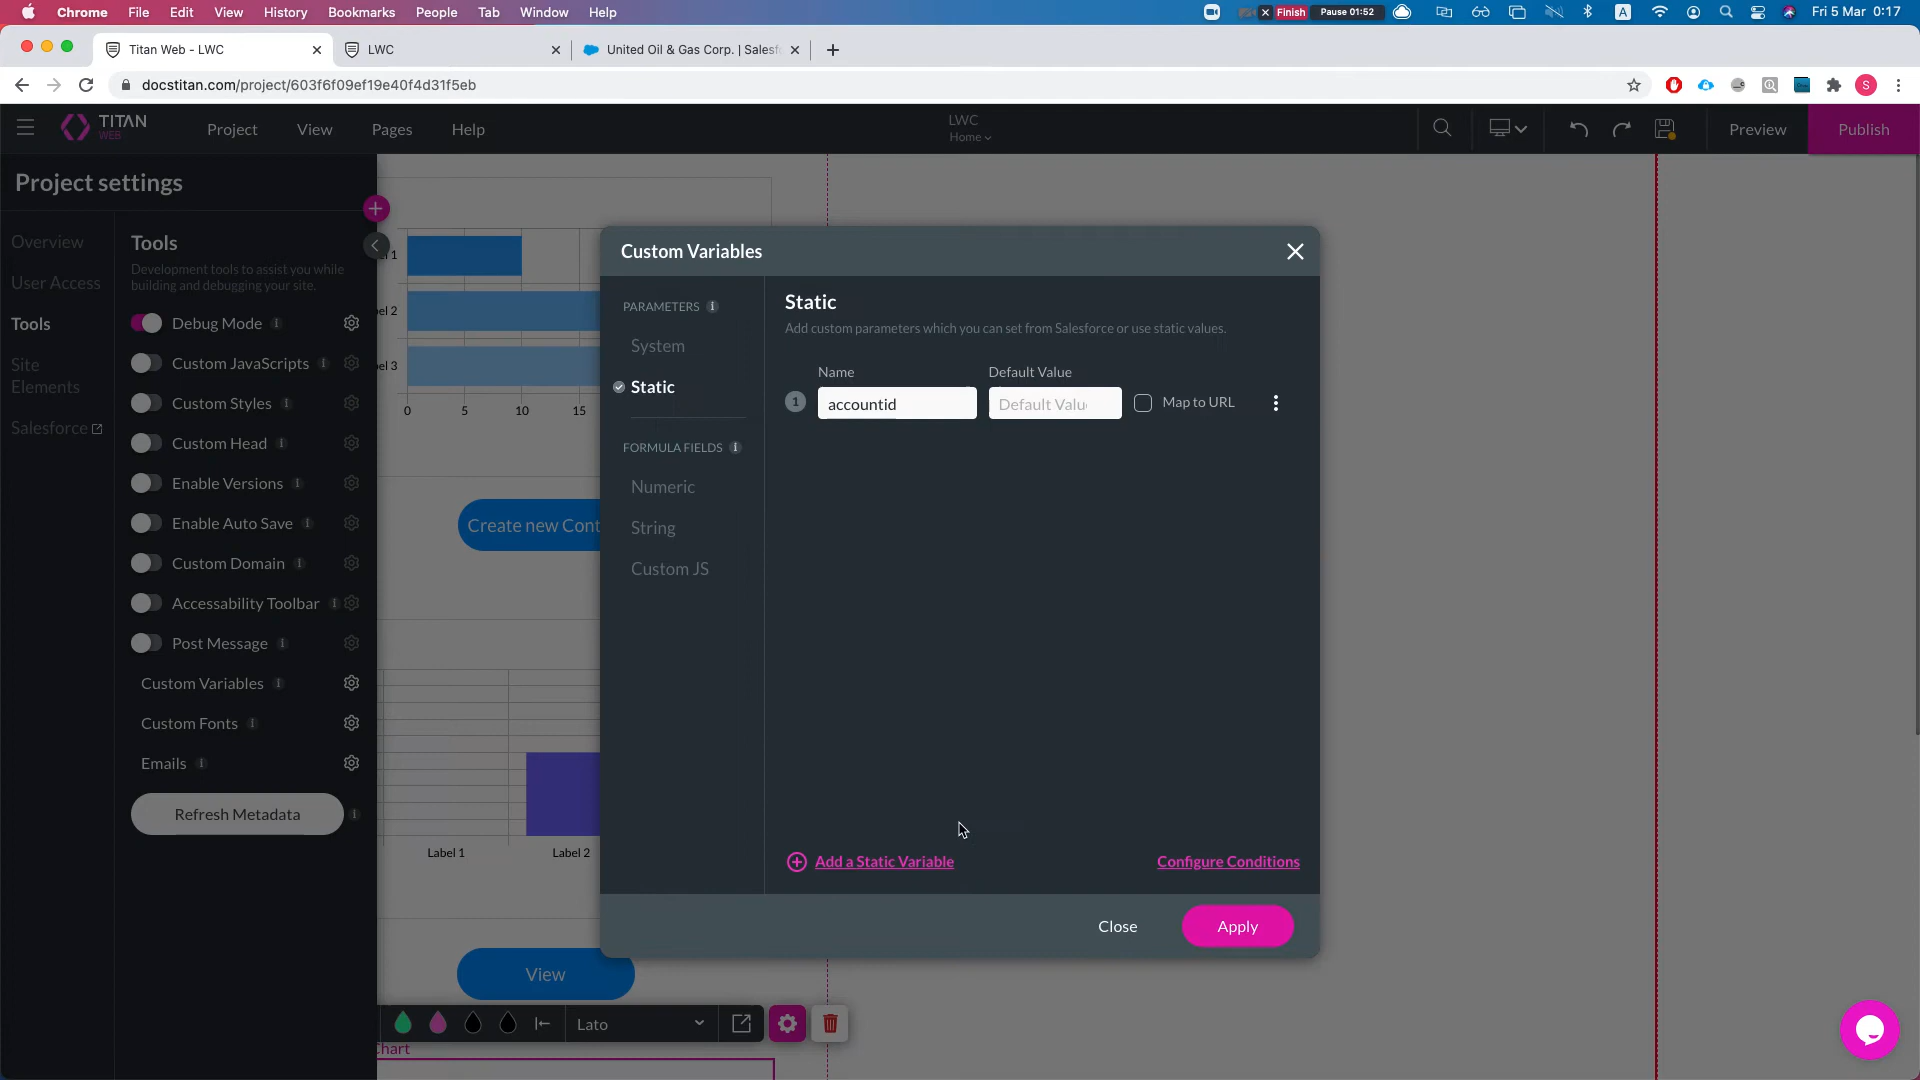 Chrome File Edit View History Bookmarks People Tab Window Help Finish Pause 01:52 A Fri 5 Mar 0:17
Titan Web - LWC LWC United Oil & Gas Corp. | Salesf
docstitan.com/project/603f6f09ef19e40f4d31f5eb S
TITAN
WEB
Project View Pages Help
LWC
Home
Preview Publish
Project settings
Overview
User Access
Tools
Site
Elements
Salesforce
Tools
Development tools to assist you while
building and debugging your site.
Debug Mode
Custom JavaScripts
Custom Styles
Custom Head
Enable Versions
Enable Auto Save
Custom Domain
Accessability Toolbar
Post Message
Custom Variables
Custom Fonts
Emails
Refresh Metadata
el 1
el 2
el 3
0 5 10 15
Create new Cont
Label 1 Label 2
View
Lato
Chart
Custom Variables
PARAMETERS
System
Static
FORMULA FIELDS
Numeric
String
Custom JS
Static
Add custom parameters which you can set from Salesforce or use static values.
Name Default Value
1 accountid Default Valu Map to URL
Add a Static Variable Configure Conditions
Close Apply